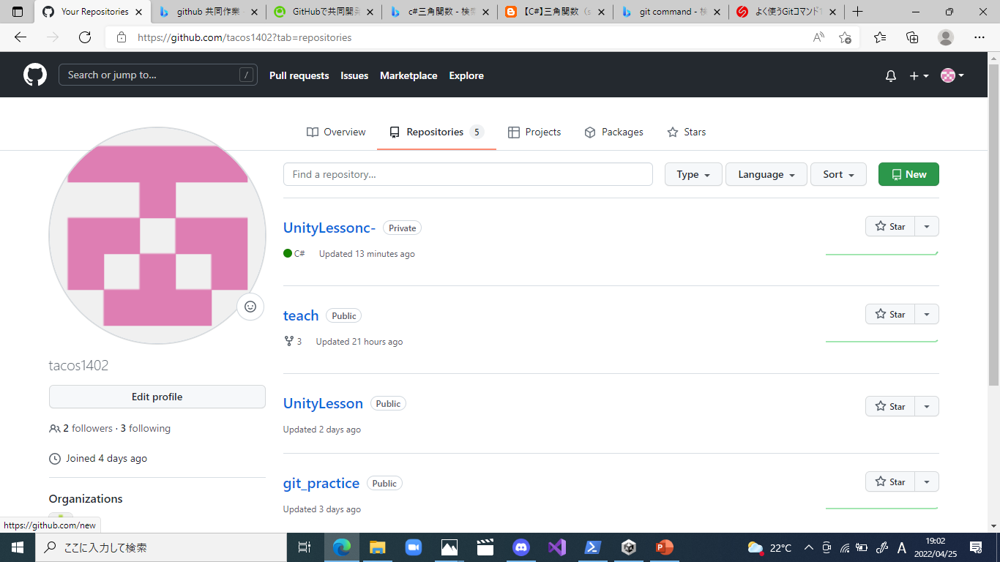 Your Repositories
github 共同作業 -
GitHubで共同開発
c#三角関数 - 検索
【C#】三角関数（s
git command - 検
よく使うGitコマンド1
https://github.com/tacos1402?tab=repositories
Search or jump to...
/
Pull requests
Issues
Marketplace
Explore
Overview
Repositories 5
Projects
Packages
Stars
Find a repository...
Type
Language
Sort
New
UnityLessonc-
Private
Star
C#
Updated 13 minutes ago
teach
Public
Star
3
Updated 21 hours ago
UnityLesson
Public
Star
Updated 2 days ago
git_practice
Public
Star
Updated 3 days ago
tacos1402
Edit profile
2 followers · 3 following
Joined 4 days ago
Organizations
https://github.com/new
ここに入力して検索
22°C
A
19:02
2022/04/25